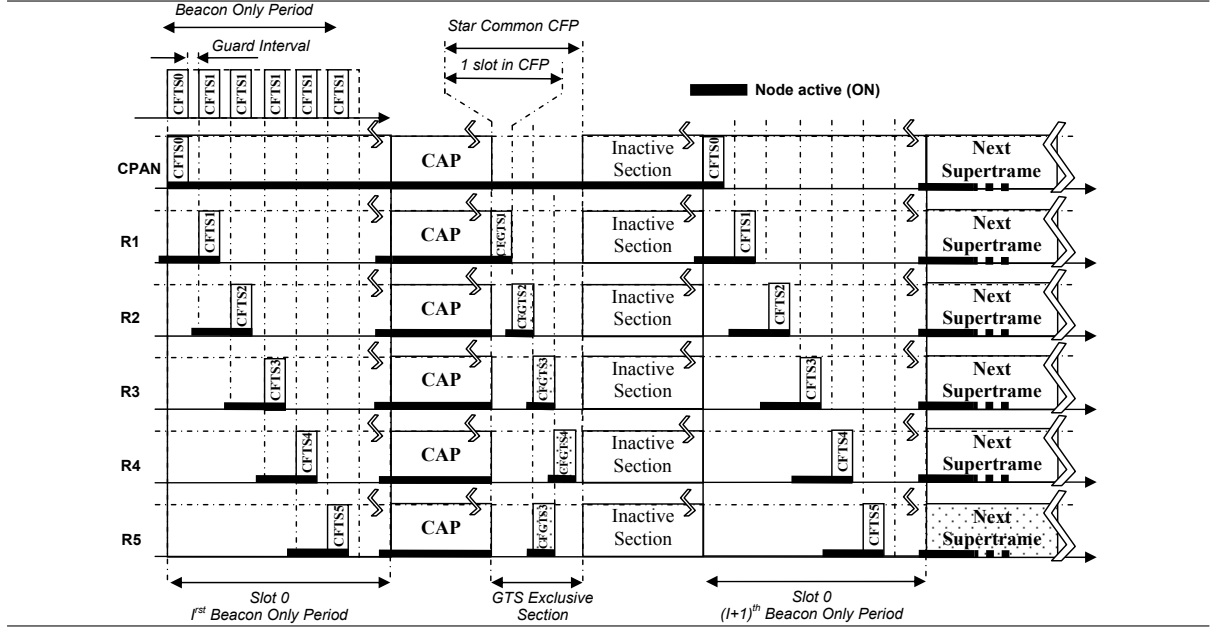 Beacon Only Period
Star Common CFP
Guard Interval
1 slot in CFP
CFTS0 CFTS1 CFTS1 CFTS1 CFTS1 CFTS1
Node active (ON)
CPAN CFTS0 CAP Inactive Section CFTS0 Next Supertrame
R1 CFTS1 CAP CFGTS1 Inactive Section CFTS1 Next Supertrame
R2 CFTS2 CAP CFGTS2 Inactive Section CFTS2 Next Supertrame
R3 CFTS3 CAP CFGTS3 Inactive Section CFTS3 Next Supertrame
R4 CFTS4 CAP CFGTS4 Inactive Section CFTS4 Next Supertrame
R5 CFTS5 CAP CFGTS3 Inactive Section CFTS5 Next Supertrame
Slot 0
I^rst Beacon Only Period
GTS Exclusive
Section
Slot 0
(I+1)^th Beacon Only Period